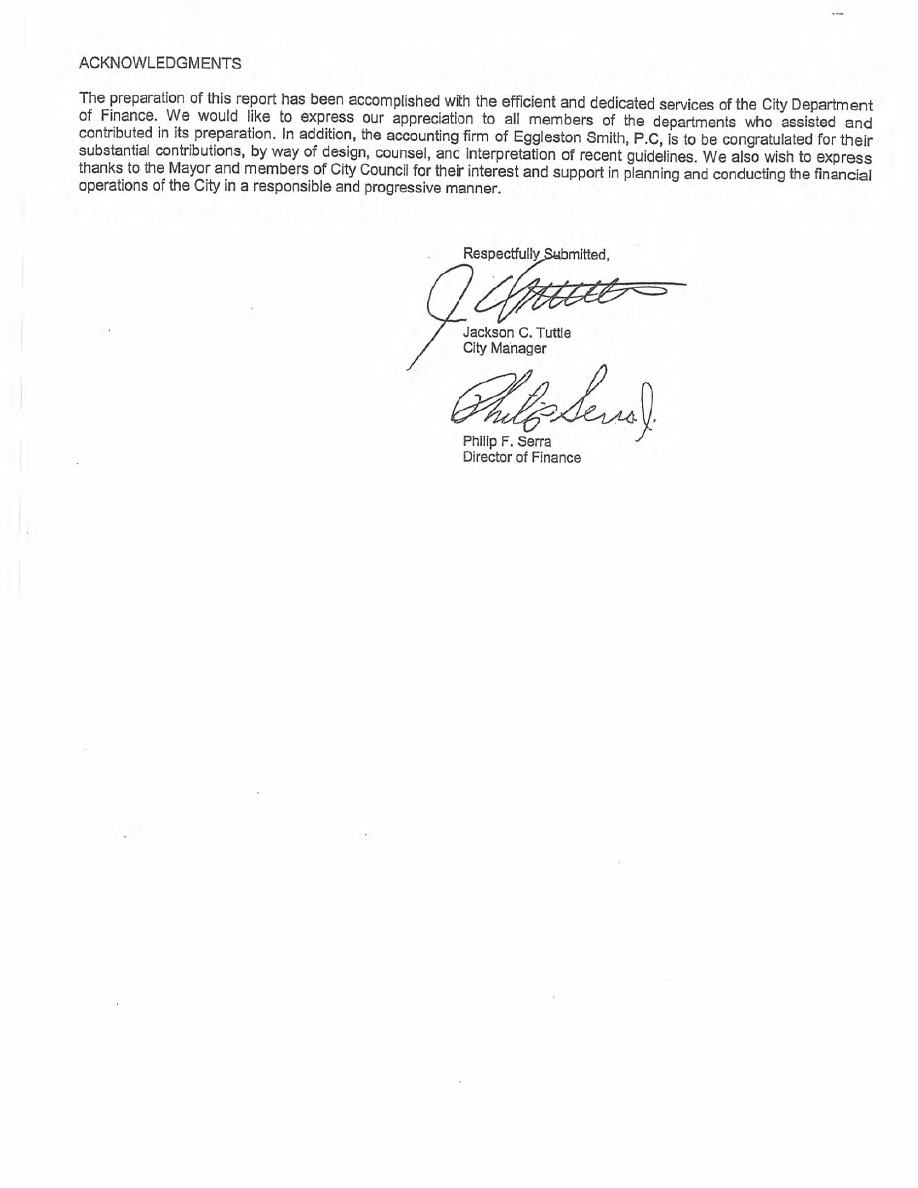 ACKNOWLEDGMENTS
The preparation of this report has been accomplished with the efficient and dedicated services of the City Department
of Finance. We would like to express our appreciation to all members of the departments who assisted and
contributed in its preparation. In addition, the accounting firm of Eggleston Smith, P.C, is to be congratulated for their
substantial contributions, by way of design, counsel, and interpretation of recent guidelines. We also wish to express
thanks to the Mayor and members of City Council for their interest and support in planning and conducting the financial
operations of the City in a responsible and progressive manner.
Respectfully Submitted,
Jackson C. Tuttle
City Manager
Philip Serra
Philip F. Serra
Director of Finance